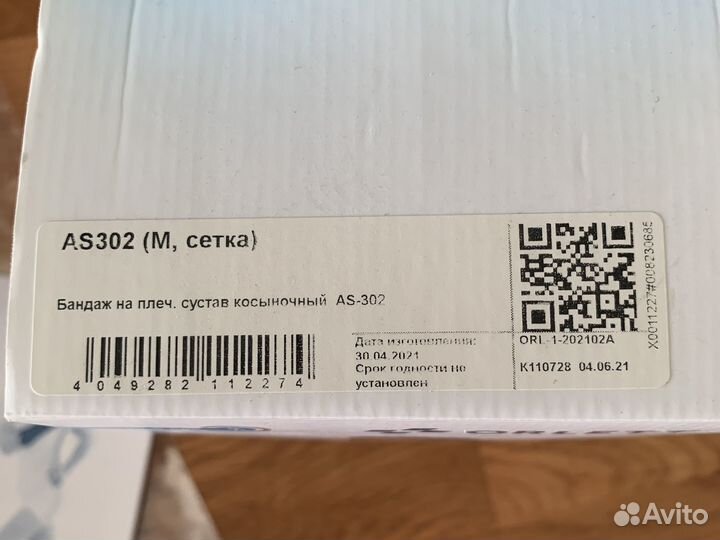 AS302 (М, сетка)
Бандаж на плеч. сустав косыночный AS-302
4 049282 112274
Дата изготовления:
30.04.2021
Срок годности не
установлен
ORL-1-202102A
K110728 04.06.21
X0011227#008230685
Avito